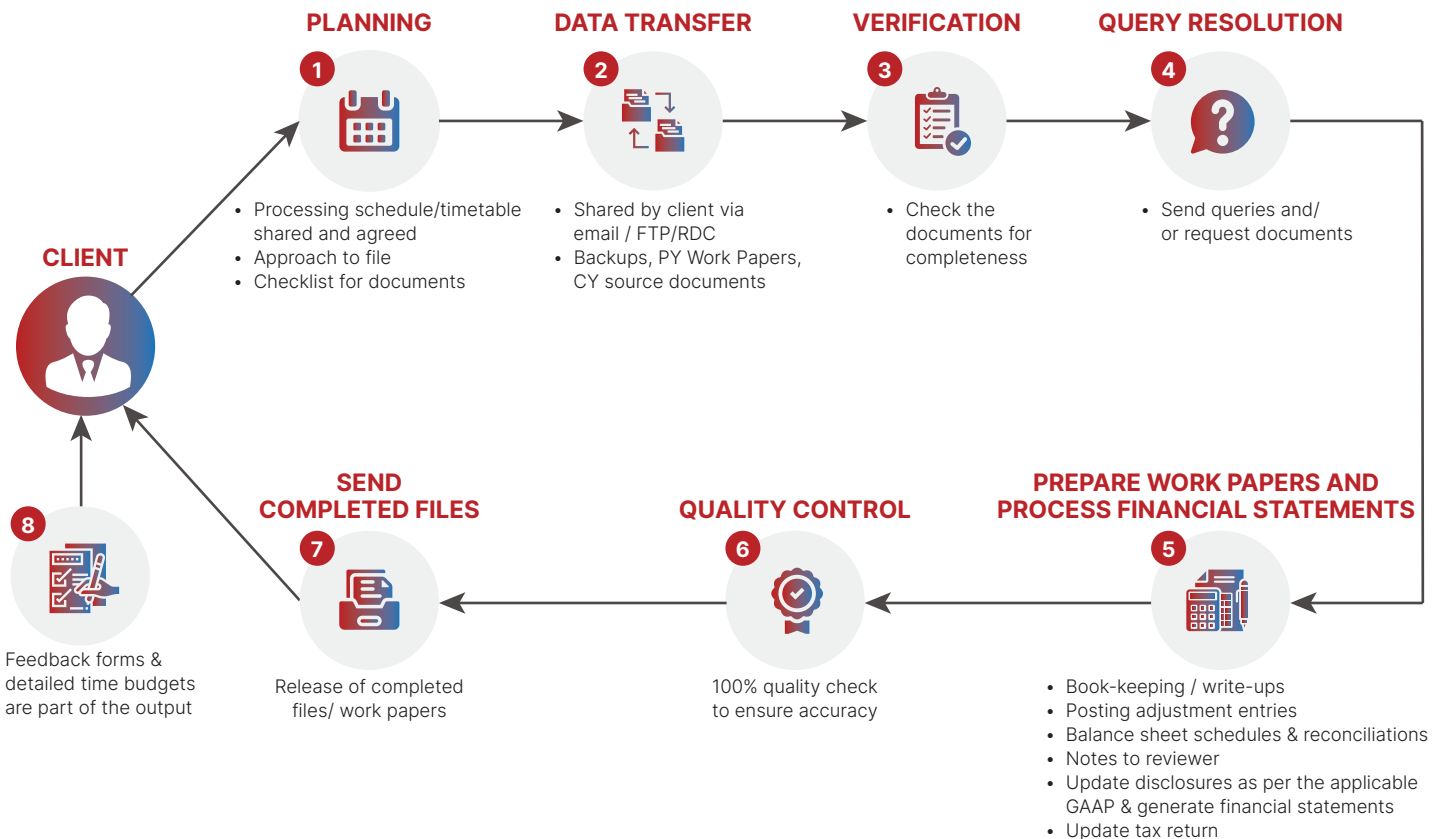 PLANNING
1
• Processing schedule/timetable
shared and agreed
• Approach to file
• Checklist for documents
DATA TRANSFER
2
• Shared by client via
email / FTP/RDC
• Backups, PY Work Papers,
CY source documents
VERIFICATION
3
• Check the
documents for
completeness
QUERY RESOLUTION
4
• Send queries and/
or request documents
CLIENT
PREPARE WORK PAPERS AND
PROCESS FINANCIAL STATEMENTS
5
• Book-keeping / write-ups
• Posting adjustment entries
• Balance sheet schedules & reconciliations
• Notes to reviewer
• Update disclosures as per the applicable
GAAP & generate financial statements
• Update tax return
QUALITY CONTROL
6
100% quality check
to ensure accuracy
SEND
COMPLETED FILES
7
Release of completed
files/ work papers
8
Feedback forms &
detailed time budgets
are part of the output